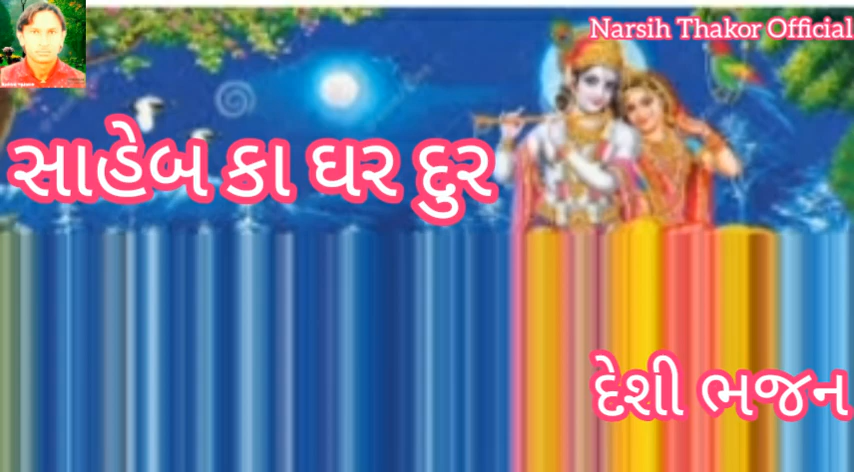 Narsih Thakor Official
સાહેબ કા ઘર દુર
દેશી ભજન